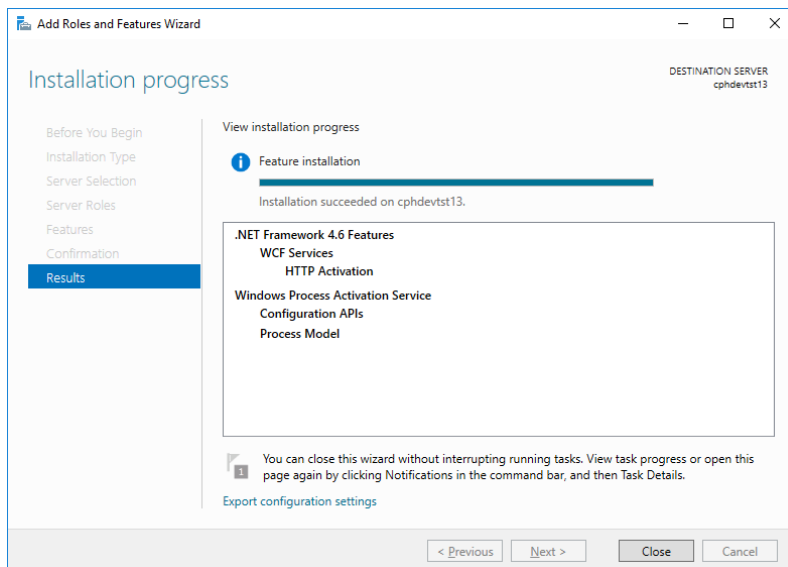 Add Roles and Features Wizard
Installation progress
DESTINATION SERVER
cphdevtst13
Before You Begin
Installation Type
Server Selection
Server Roles
Features
Confirmation
Results
View installation progress
Feature installation
Installation succeeded on cphdevtst13.
.NET Framework 4.6 Features
WCF Services
HTTP Activation
Windows Process Activation Service
Configuration APIs
Process Model
1
You can close this wizard without interrupting running tasks. View task progress or open this
page again by clicking Notifications in the command bar, and then Task Details.
Export configuration settings
< Previous
Next >
Close
Cancel